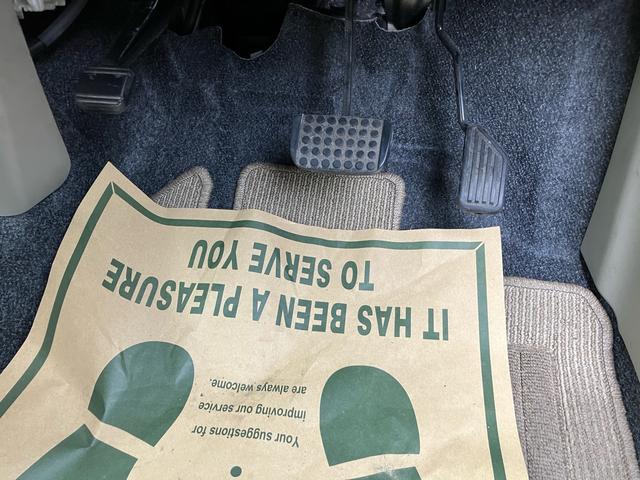 IT HAS BEEN A PLEASURE
TO SERVE YOU
Your suggestions for
improving our service
are always welcome.